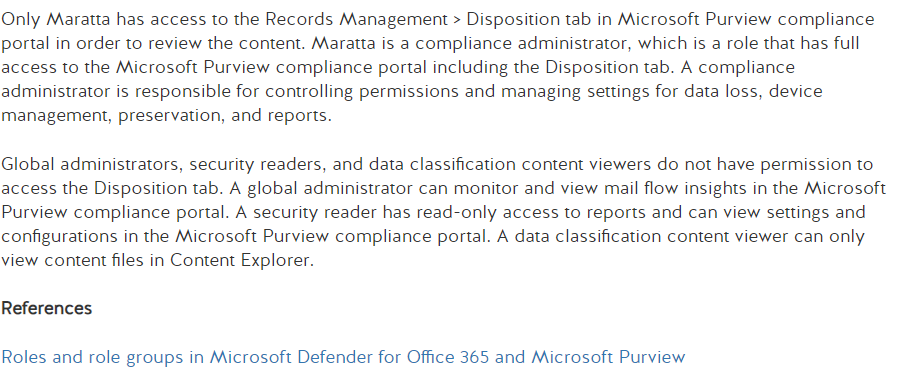 Only Maratta has access to the Records Management > Disposition tab in Microsoft Purview compliance
portal in order to review the content. Maratta is a compliance administrator, which is a role that has full
access to the Microsoft Purview compliance portal including the Disposition tab. A compliance
administrator is responsible for controlling permissions and managing settings for data loss, device
management, preservation, and reports.
Global administrators, security readers, and data classification content viewers do not have permission to
access the Disposition tab. A global administrator can monitor and view mail flow insights in the Microsoft
Purview compliance portal. A security reader has read-only access to reports and can view settings and
configurations in the Microsoft Purview compliance portal. A data classification content viewer can only
view content files in Content Explorer.
References
Roles and role groups in Microsoft Defender for Office 365 and Microsoft Purview